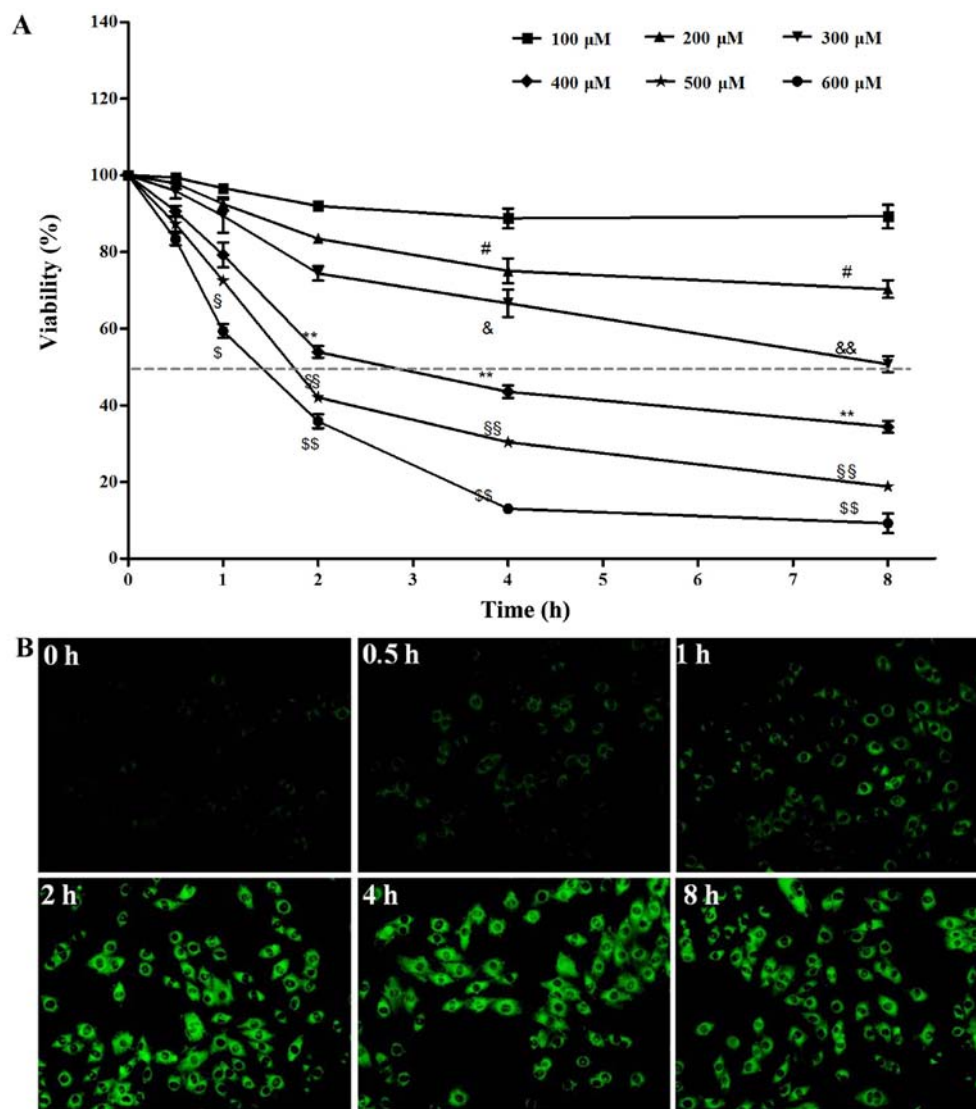 A
140
120
100
80
60
40
20
0
Viability (%)
100 μM 200 μM 300 μM
400 μM 500 μM 600 μM
# #
§ & &&
$ ** ** **
§§ §§ §§
$$ $$ $$
0 1 2 3 4 5 6 7 8
Time (h)
B
0 h 0.5 h 1 h
2 h 4 h 8 h